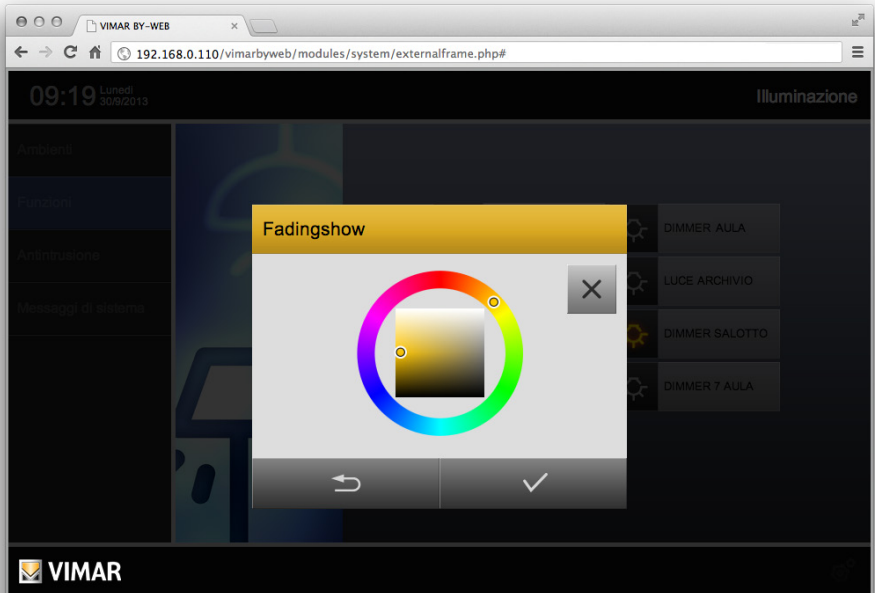 VIMAR BY-WEB
192.168.0.110/vimarbyweb/modules/system/externalframe.php#
09:19 Lunedì
30/9/2013
Illuminazione
Ambienti
Funzioni
Antintrusione
Messaggi di sistema
Fadingshow
DIMMER AULA
LUCE ARCHIVIO
DIMMER SALOTTO
DIMMER 7 AULA
VIMAR